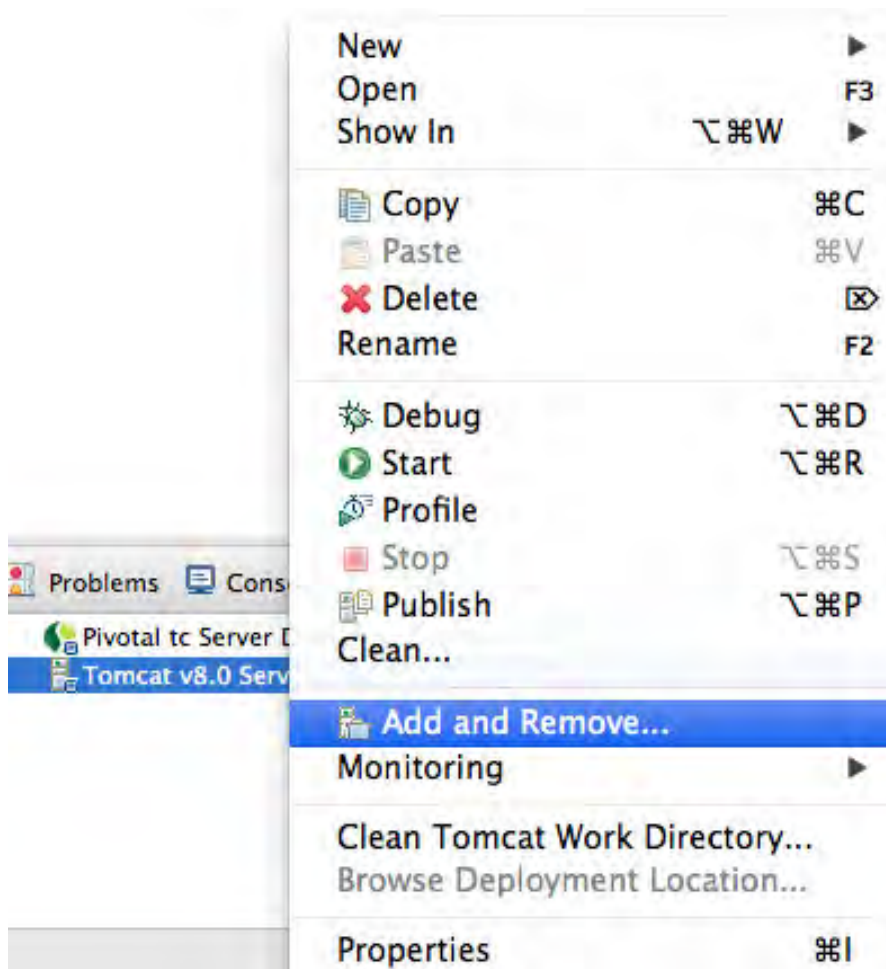 New
Open F3
Show In ⌥⌘W
Copy ⌘C
Paste ⌘V
Delete ⌦
Rename F2
Debug ⌥⌘D
Start ⌥⌘R
Profile
Stop ⌥⌘S
Publish ⌥⌘P
Clean...
Add and Remove...
Monitoring
Clean Tomcat Work Directory...
Browse Deployment Location...
Properties ⌘I
Problems Cons
Pivotal tc Server D
Tomcat v8.0 Serv